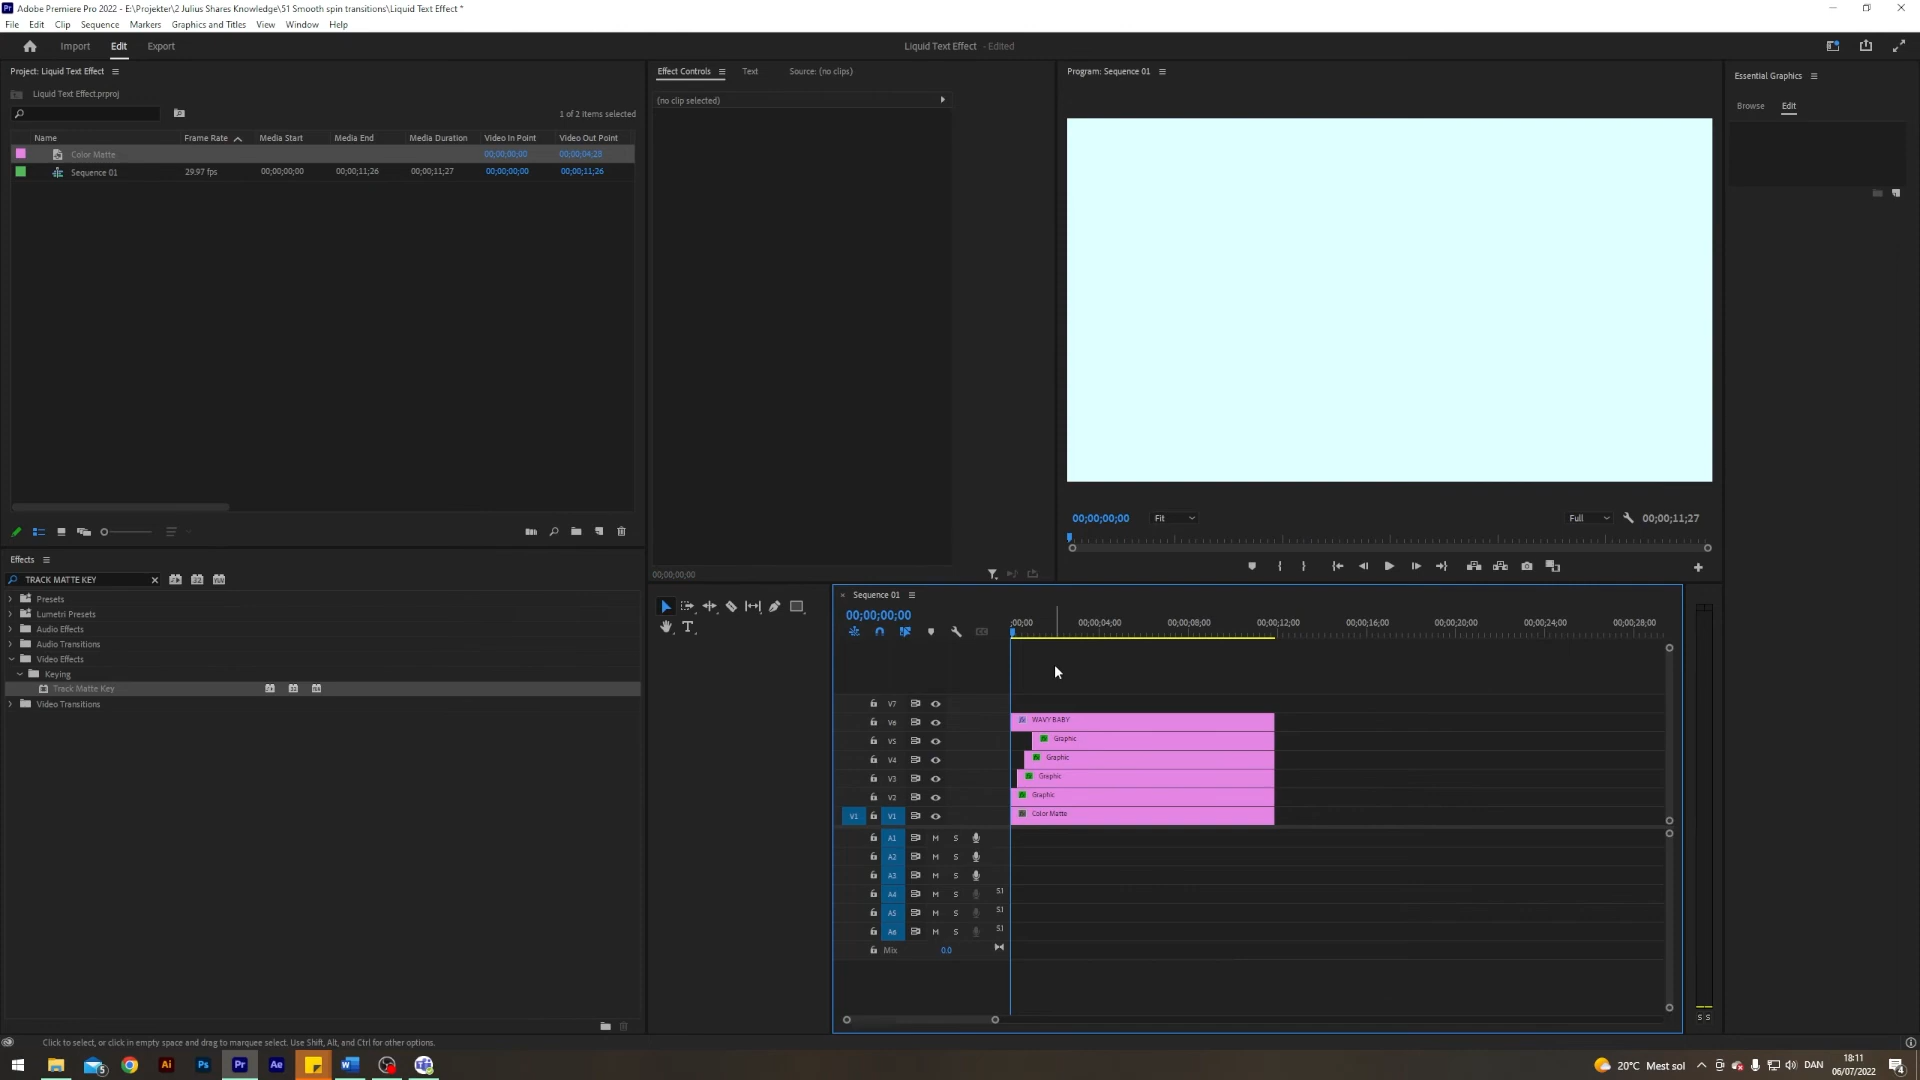 Adobe Premiere Pro 2022 - E:\Projekter\2 Julius Shares Knowledge\51 Smooth spin transitions\Liquid Text Effect *
File Edit Clip Sequence Markers Graphics and Titles View Window Help
Import Edit Export
Liquid Text Effect - Edited
Project: Liquid Text Effect
Liquid Text Effect.prproj
1 of 2 items selected
Name Frame Rate Media Start Media End Media Duration Video In Point Video Out Point
Color Matte 00;00;00;00 00;00;04;28
Sequence 01 29.97 fps 00;00;00;00 00;00;11;26 00;00;11;27 00;00;00;00 00;00;11;26
Effects
TRACK MATTE KEY
Presets
Lumetri Presets
Audio Effects
Audio Transitions
Video Effects
Keying
Track Matte Key
Video Transitions
Effect Controls Text Source: (no clips)
(no clip selected)
00;00;00;00
Program: Sequence 01
00;00;00;00 Fit Full 00;00;11;27
Essential Graphics
Browse Edit
Sequence 01
00;00;00;00
;00;00 00;00;04;00 00;00;08;00 00;00;12;00 00;00;16;00 00;00;20;00 00;00;24;00 00;00;28;00
V7
V6 WAVY BABY
V5 Graphic
V4 Graphic
V3 Graphic
V2 Graphic
V1 V1 Color Matte
A1 M S
A2 M S
A3 M S
A4 M S S1
A5 M S S1
A6 M S S1
Mix 0.0
S S
Click to select, or click in empty space and drag to marquee select. Use Shift, Alt, and Ctrl for other options.
20°C Mest sol DAN 18:11
06/07/2022